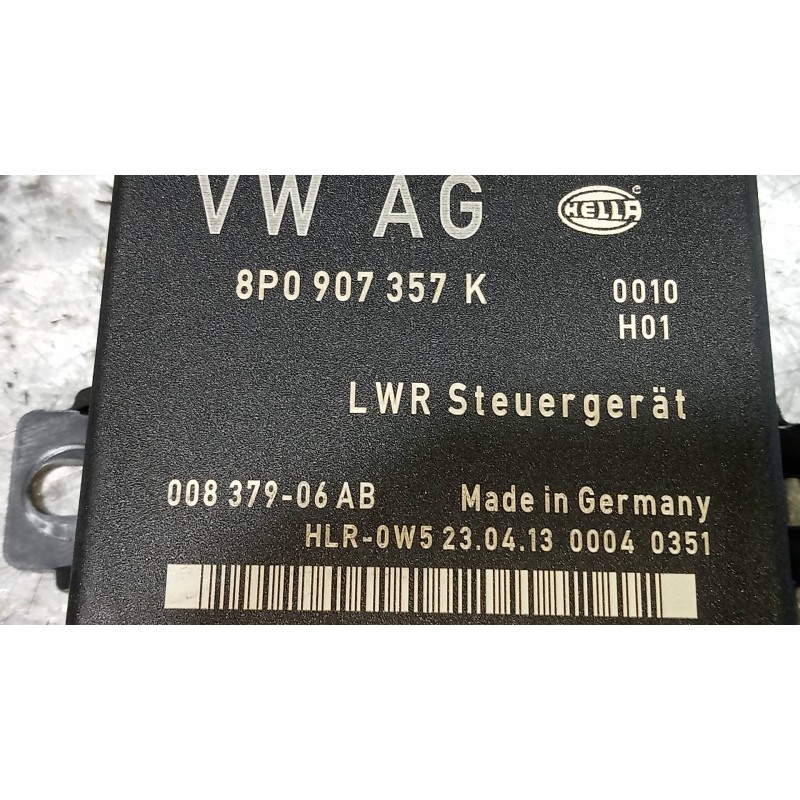 VW AG
HELLA
8P0 907 357 K 0010
H01
LWR Steuergerät
008 379-06 AB Made in Germany
HLR-0W5 23.04.13 0004 0351